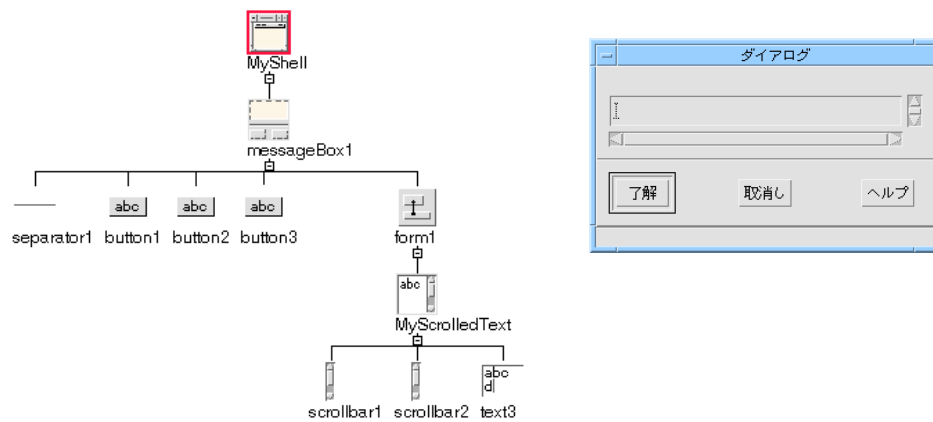 MyShell
messageBox1
abc abc abc
separator1 button1 button2 button3 form1
abc
MyScrolledText
abc
d
scrollbar1 scrollbar2 text3
ダイアログ
了解 取消し ヘルプ